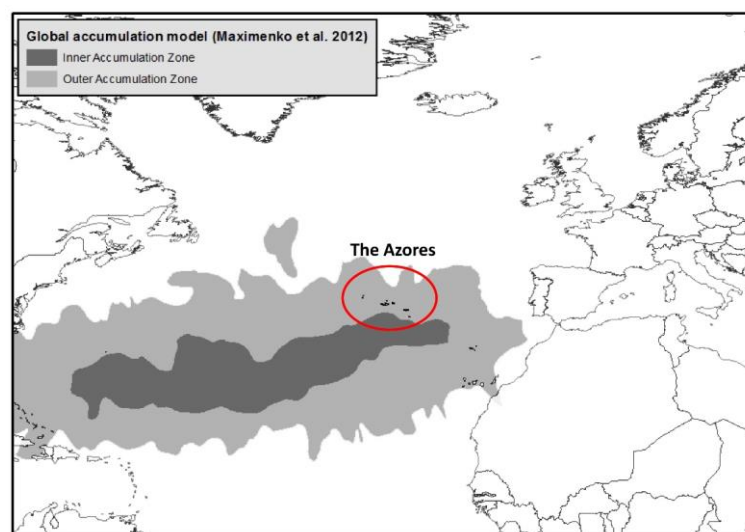 Global accumulation model (Maximenko et al. 2012)
Inner Accumulation Zone
Outer Accumulation Zone
The Azores